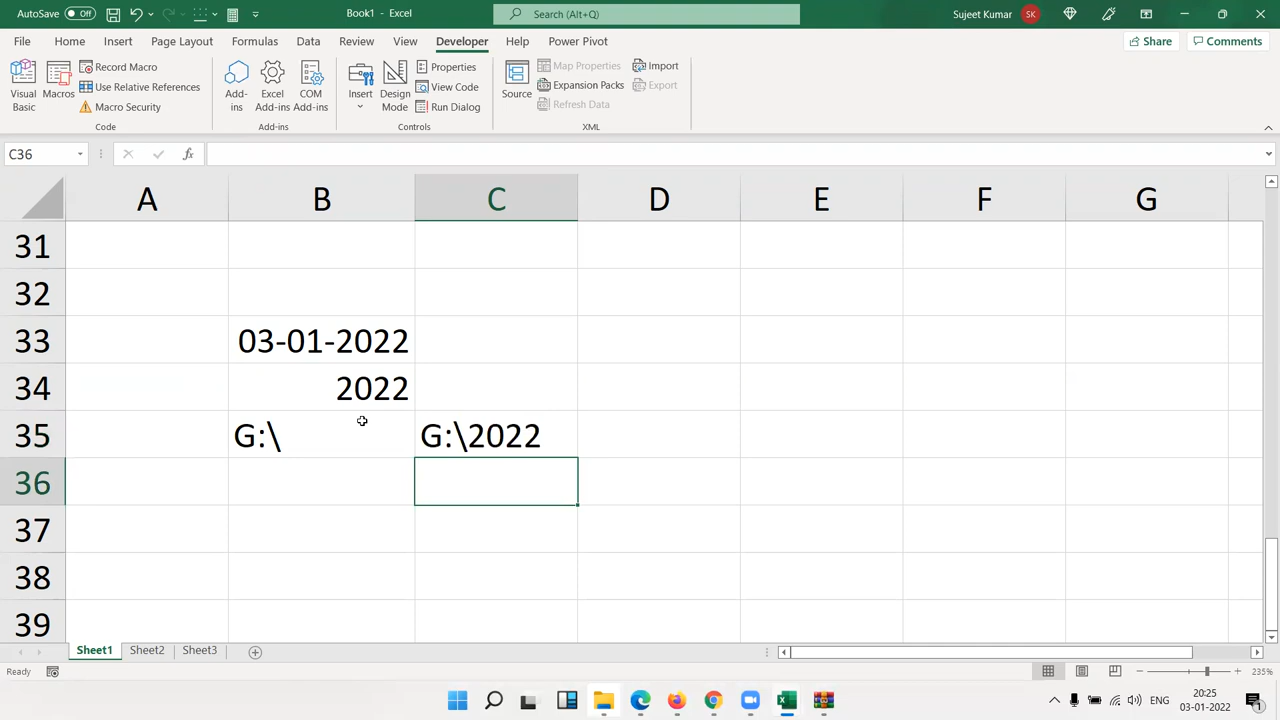 AutoSave Off Book1 - Excel Search (Alt+Q) Sujeet Kumar SK
File Home Insert Page Layout Formulas Data Review View Developer Help Power Pivot Share Comments
Visual Basic
Macros
Record Macro
Use Relative References
Macro Security
Code
Add-ins
Excel Add-ins
COM Add-ins
Add-ins
Insert
Design Mode
Properties
View Code
Run Dialog
Controls
Source
Map Properties
Expansion Packs
Refresh Data
Import
Export
XML
C36 fx
A B C D E F G
31
32
33 03-01-2022
34 2022
35 G:\ G:\2022
36
37
38
39
Sheet1 Sheet2 Sheet3
Ready 235%
ENG 20:25
03-01-2022 1